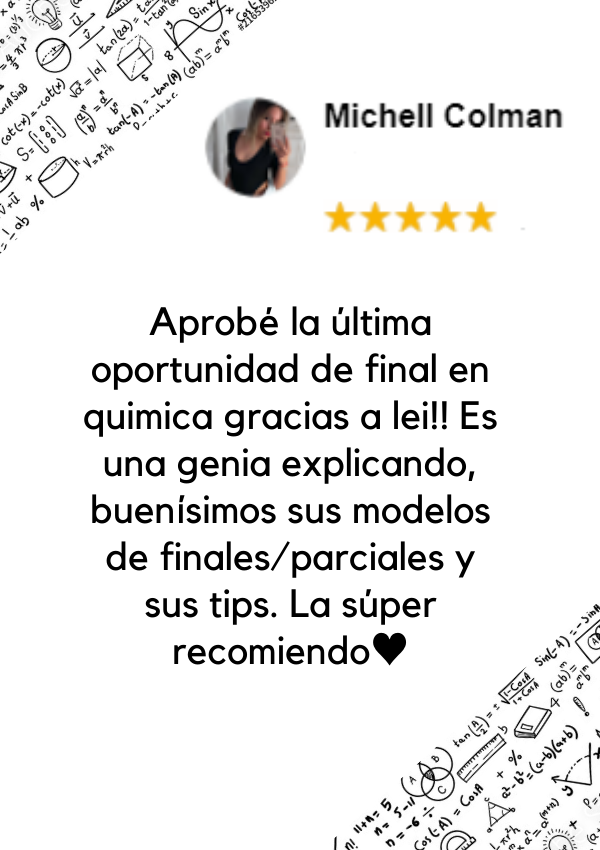 Michell Colman
Aprobé la última
oportunidad de final en
quimica gracias a lei!! Es
una genia explicando,
buenísimos sus modelos
de finales/parciales y
sus tips. La súper
recomiendo♥